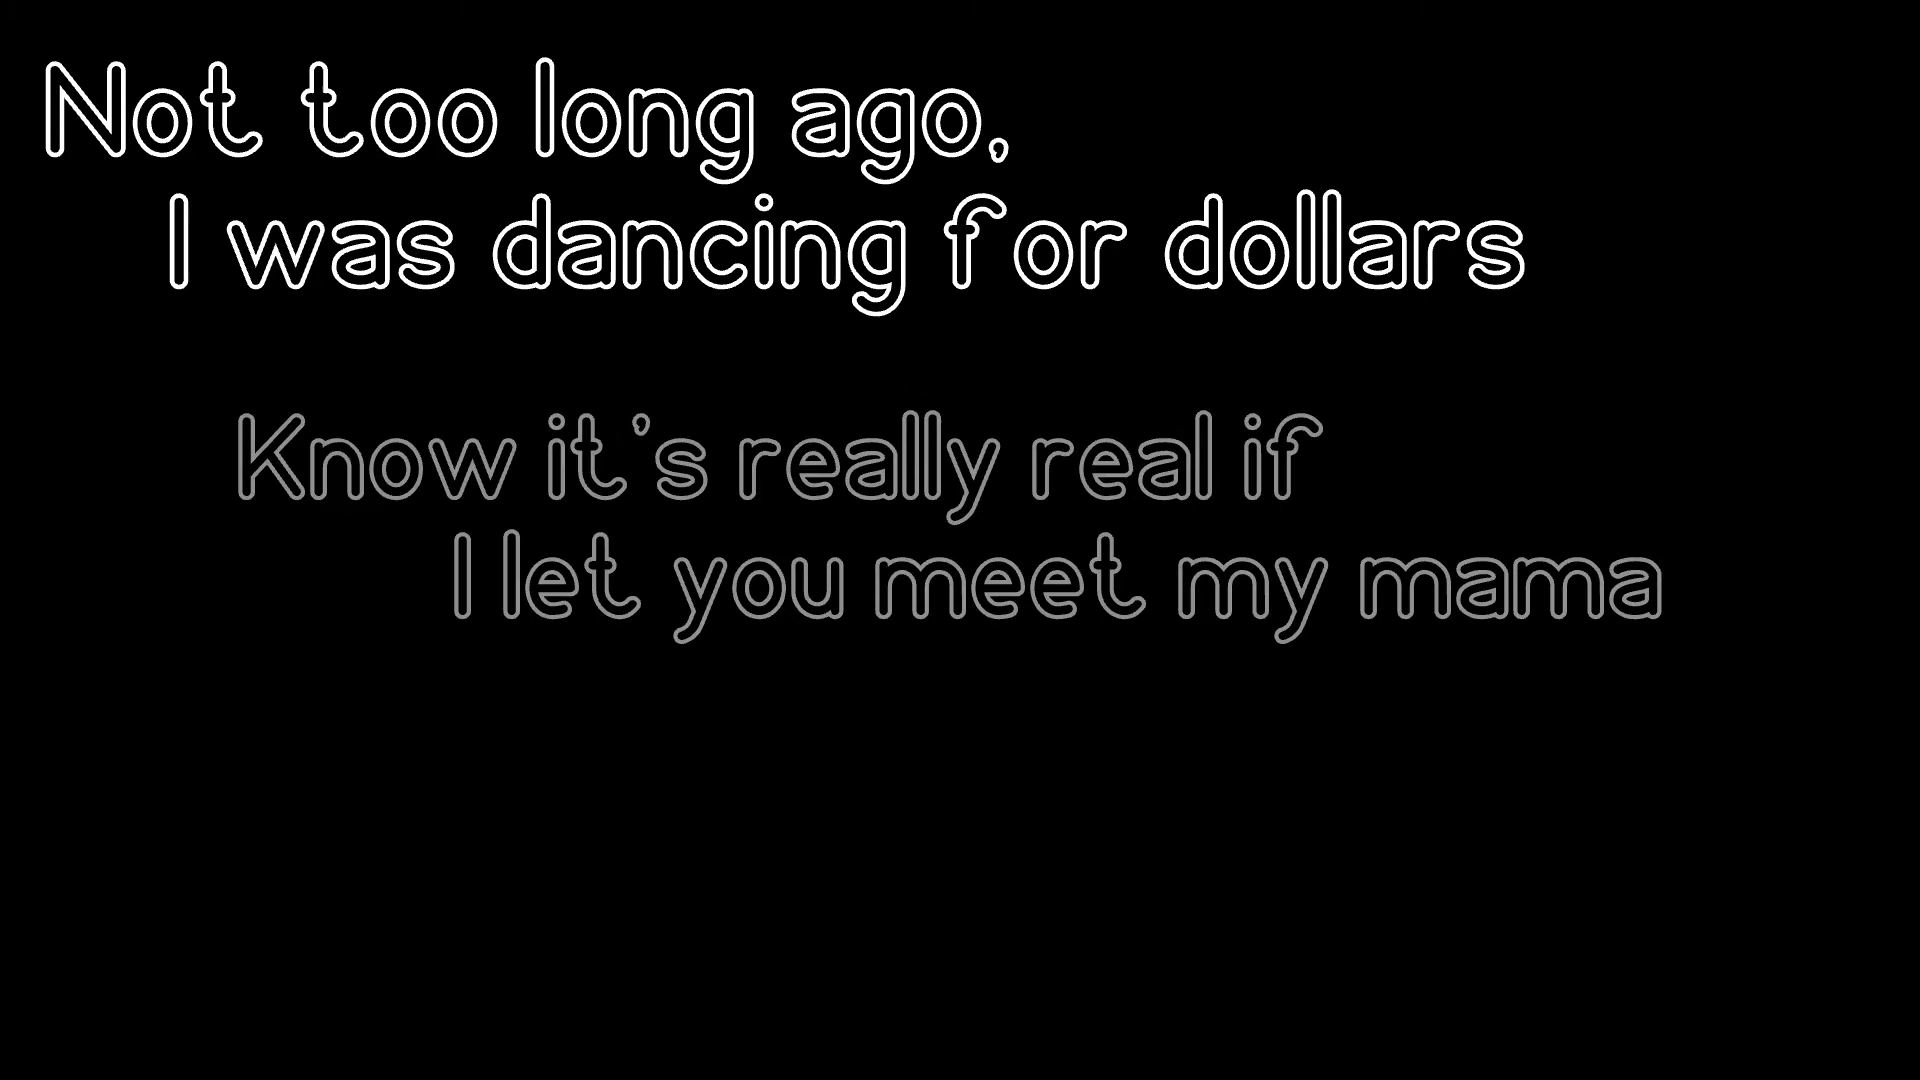 Not too long ago,
I was dancing for dollars
Know it's really real if
I let you meet my mama